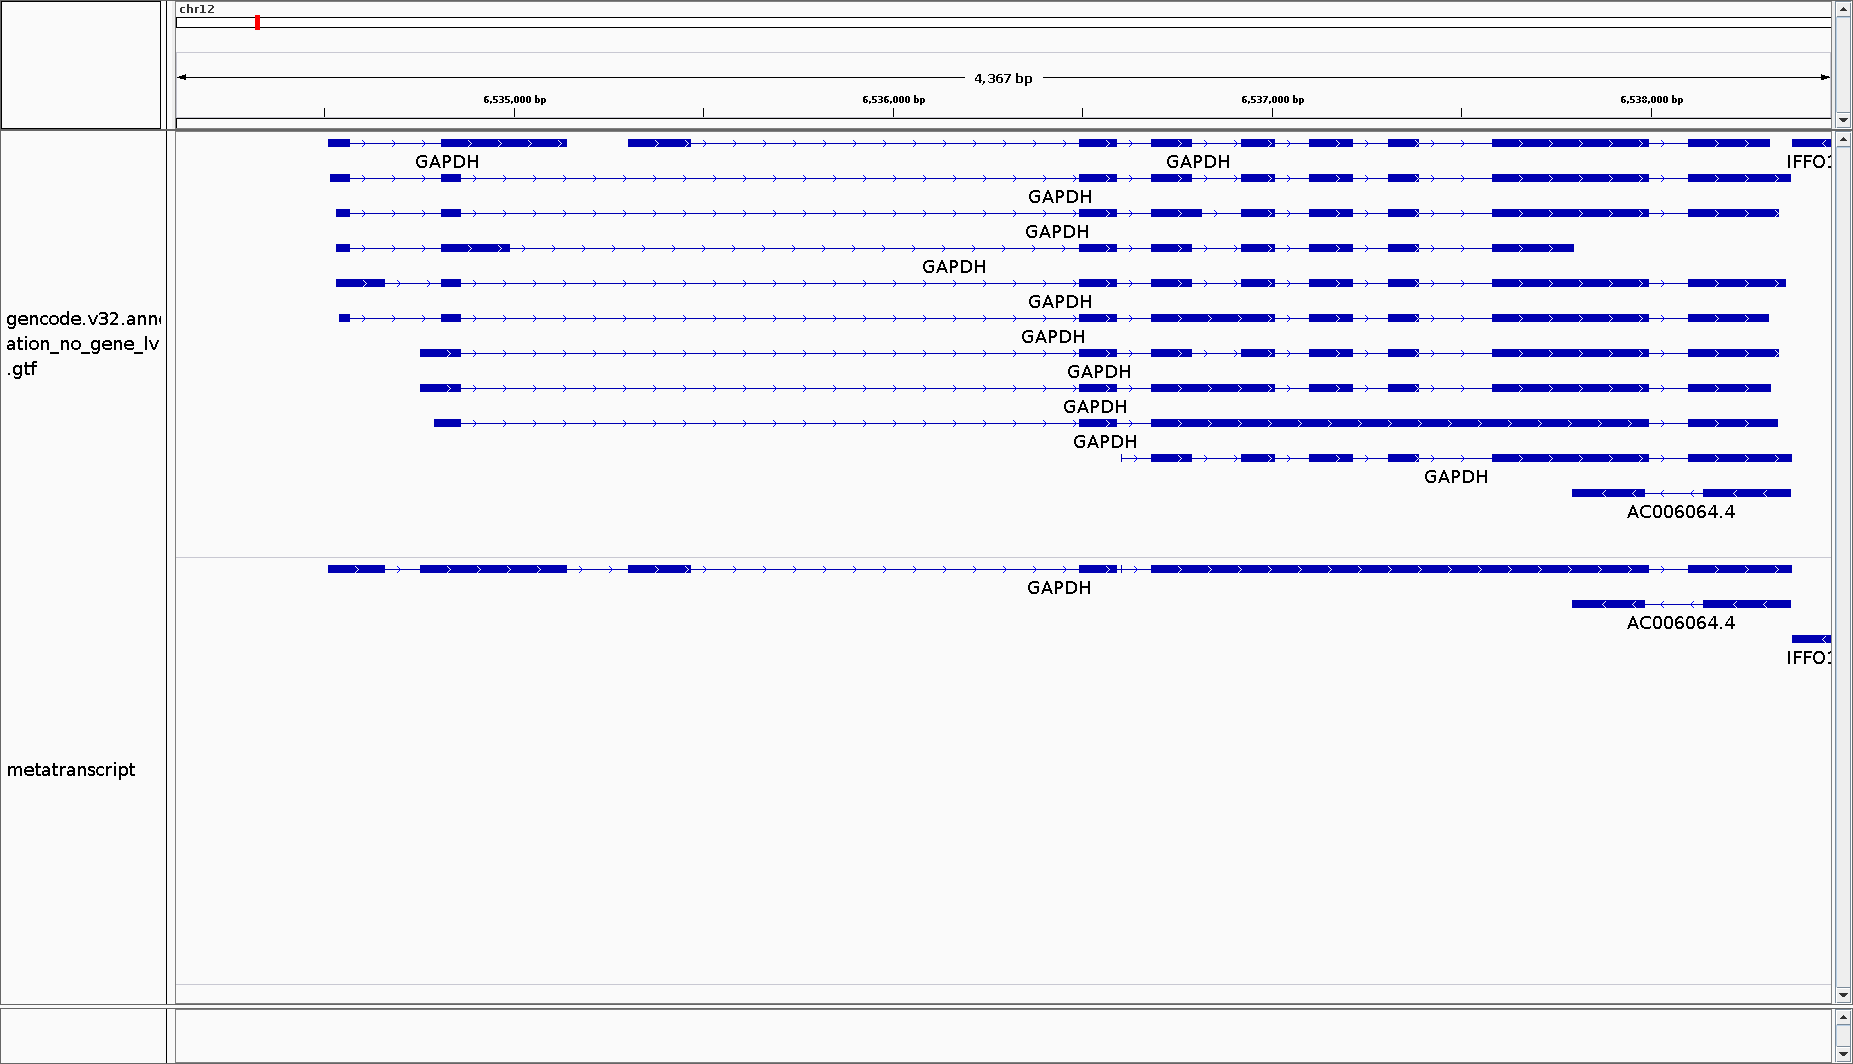 chr12
4,367 bp
6,535,000 bp 6,536,000 bp 6,537,000 bp 6,538,000 bp
GAPDH GAPDH IFFO1
GAPDH
GAPDH
GAPDH
GAPDH
gencode.v32.anno
ation_no_gene_lv
.gtf
GAPDH
GAPDH
GAPDH
GAPDH
GAPDH
AC006064.4
GAPDH
AC006064.4
IFFO1
metatranscript